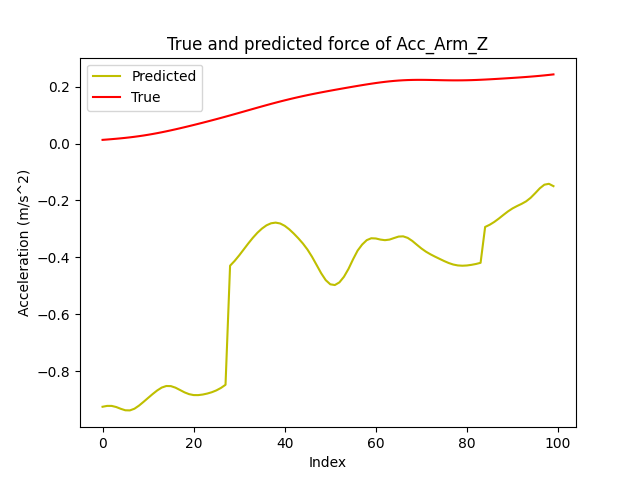 True and predicted force of Acc_Arm_Z
Predicted
True
Acceleration (m/s^2)
0.2
0.0
−0.2
−0.4
−0.6
−0.8
0
20
40
60
80
100
Index